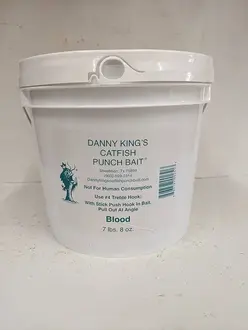 DANNY KING'S
CATFISH
PUNCH BAIT
Not For Human Consumption
Use #4 Treble Hook:
With Stick Push Hook In Bait,
Pull Out At Angle
Blood
7 lbs. 8 oz.